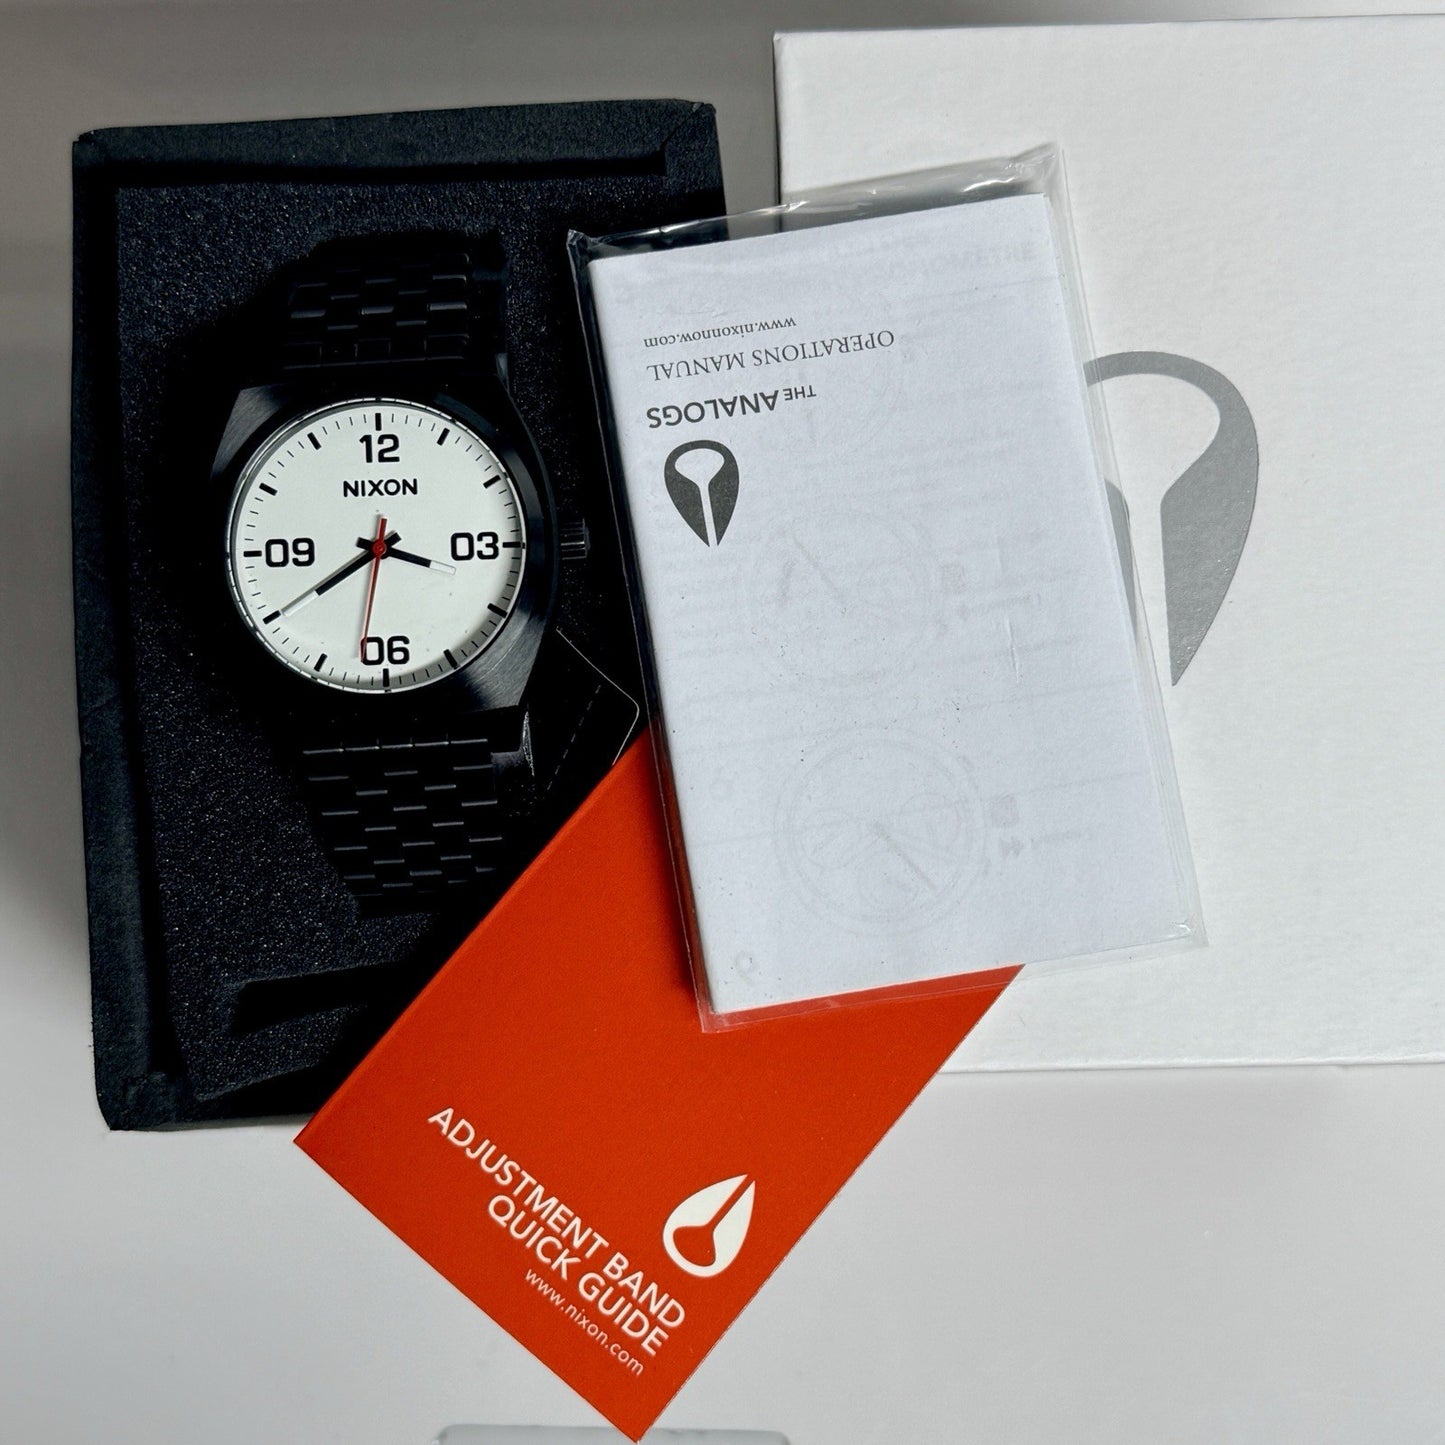 12
NIXON
09
03
06
THE ANALOGS
OPERATIONS MANUAL
www.nixonnow.com
ADJUSTMENT BAND
QUICK GUIDE
www.nixon.com